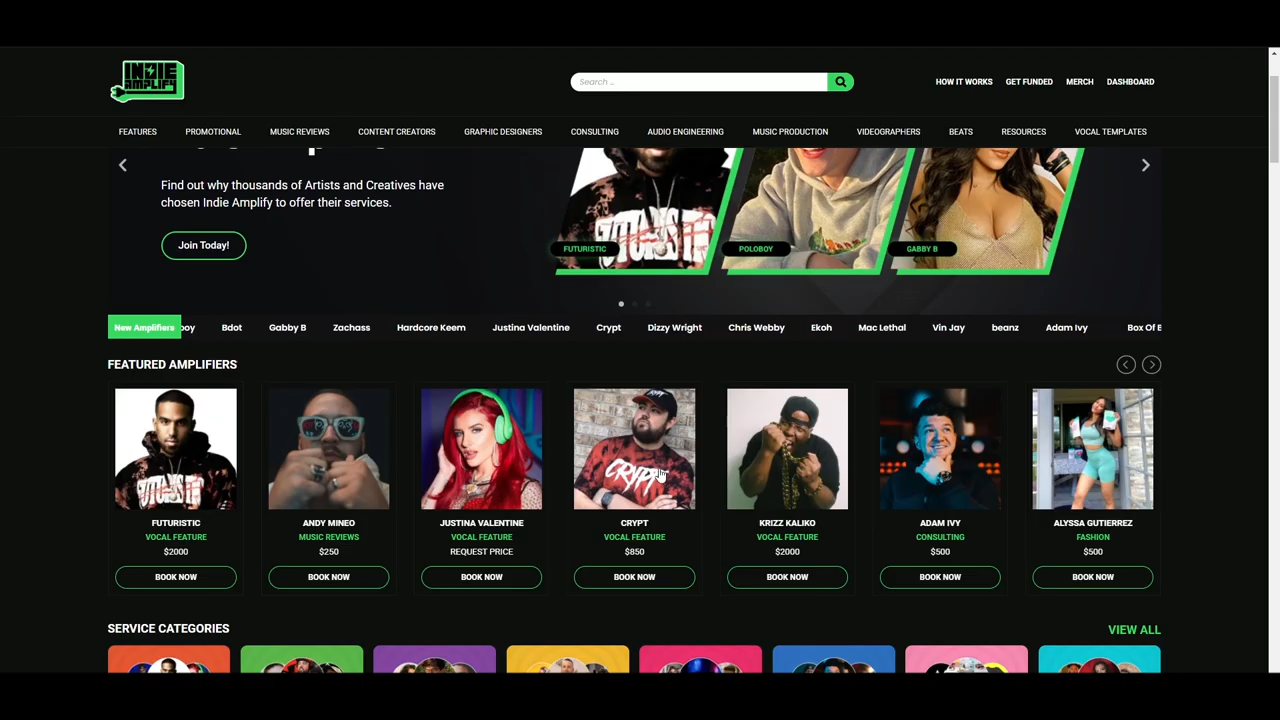 INDIE
AMPLIFY
Search ...
HOW IT WORKS
GET FUNDED
MERCH
DASHBOARD
FEATURES
PROMOTIONAL
MUSIC REVIEWS
CONTENT CREATORS
GRAPHIC DESIGNERS
CONSULTING
AUDIO ENGINEERING
MUSIC PRODUCTION
VIDEOGRAPHERS
BEATS
RESOURCES
VOCAL TEMPLATES
Find out why thousands of Artists and Creatives have
chosen Indie Amplify to offer their services.
Join Today!
FUTURISTIC
POLOBOY
GABBY B
New Amplifiers
Bdot
Gabby B
Zachass
Hardcore Keem
Justina Valentine
Crypt
Dizzy Wright
Chris Webby
Ekoh
Mac Lethal
Vin Jay
beanz
Adam Ivy
Box Of
FEATURED AMPLIFIERS
FUTURISTIC
VOCAL FEATURE
$2000
BOOK NOW
ANDY MINEO
MUSIC REVIEWS
$250
BOOK NOW
JUSTINA VALENTINE
VOCAL FEATURE
REQUEST PRICE
BOOK NOW
CRYPT
CRYPT
VOCAL FEATURE
$850
BOOK NOW
KRIZZ KALIKO
VOCAL FEATURE
$2000
BOOK NOW
ADAM IVY
CONSULTING
$500
BOOK NOW
ALYSSA GUTIERREZ
FASHION
$500
BOOK NOW
SERVICE CATEGORIES
VIEW ALL